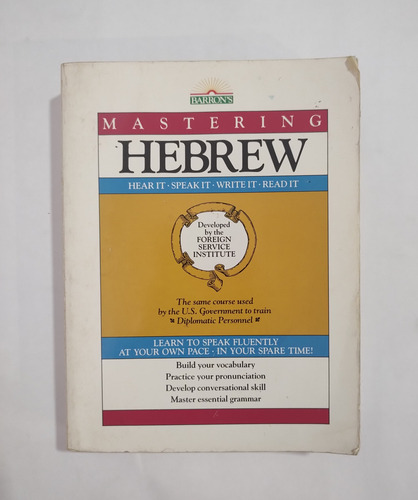 BARRON'S
MASTERING
HEBREW
HEAR IT · SPEAK IT · WRITE IT · READ IT
Developed
by the
FOREIGN
SERVICE
INSTITUTE
The same course used
by the U.S. Government to train
Diplomatic Personnel
LEARN TO SPEAK FLUENTLY
AT YOUR OWN PACE · IN YOUR SPARE TIME!
Build your vocabulary
Practice your pronunciation
Develop conversational skill
Master essential grammar